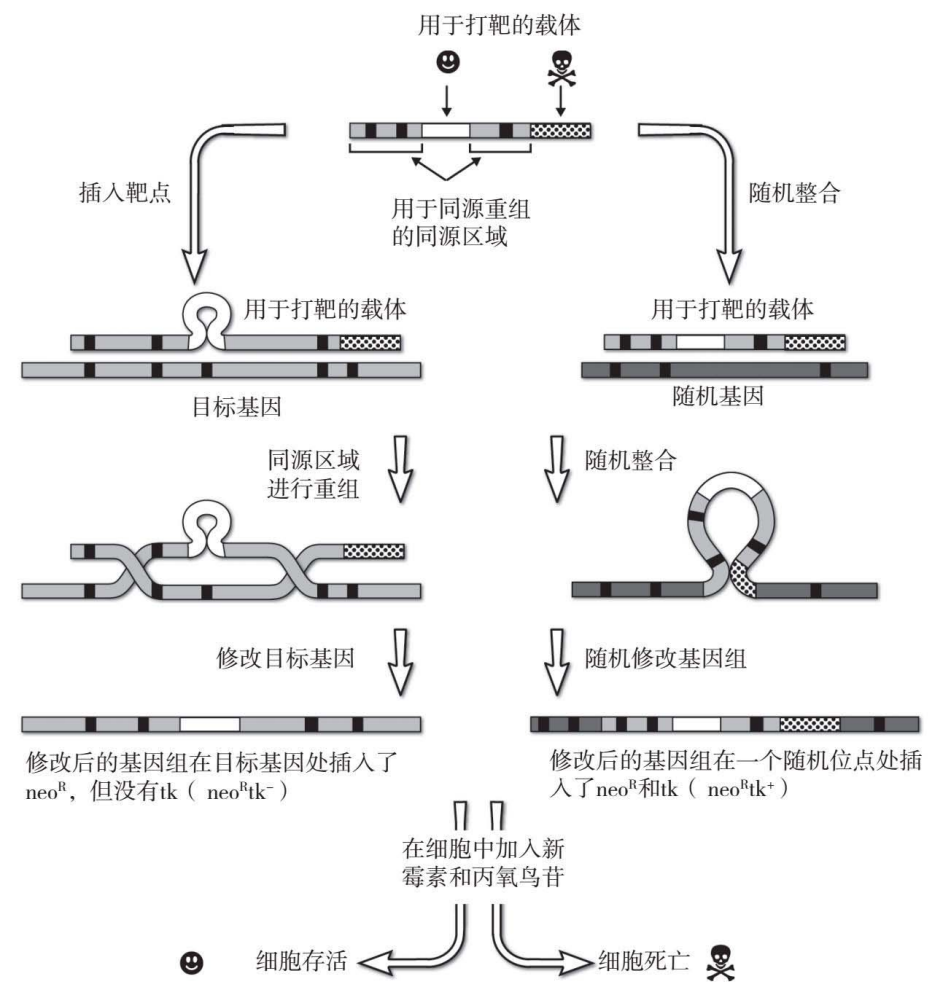 用于打靶的载体
插入靶点
用于同源重组
的同源区域
随机整合
用于打靶的载体
目标基因
用于打靶的载体
随机基因
同源区域
进行重组
随机整合
修改目标基因
随机修改基因组
修改后的基因组在目标基因处插入了
neoᴿ，但没有tk（ neoᴿtk⁻）
修改后的基因组在一个随机位点处插
入了neoᴿ和tk（ neoᴿtk⁺）
在细胞中加入新
霉素和丙氧鸟苷
细胞存活
细胞死亡